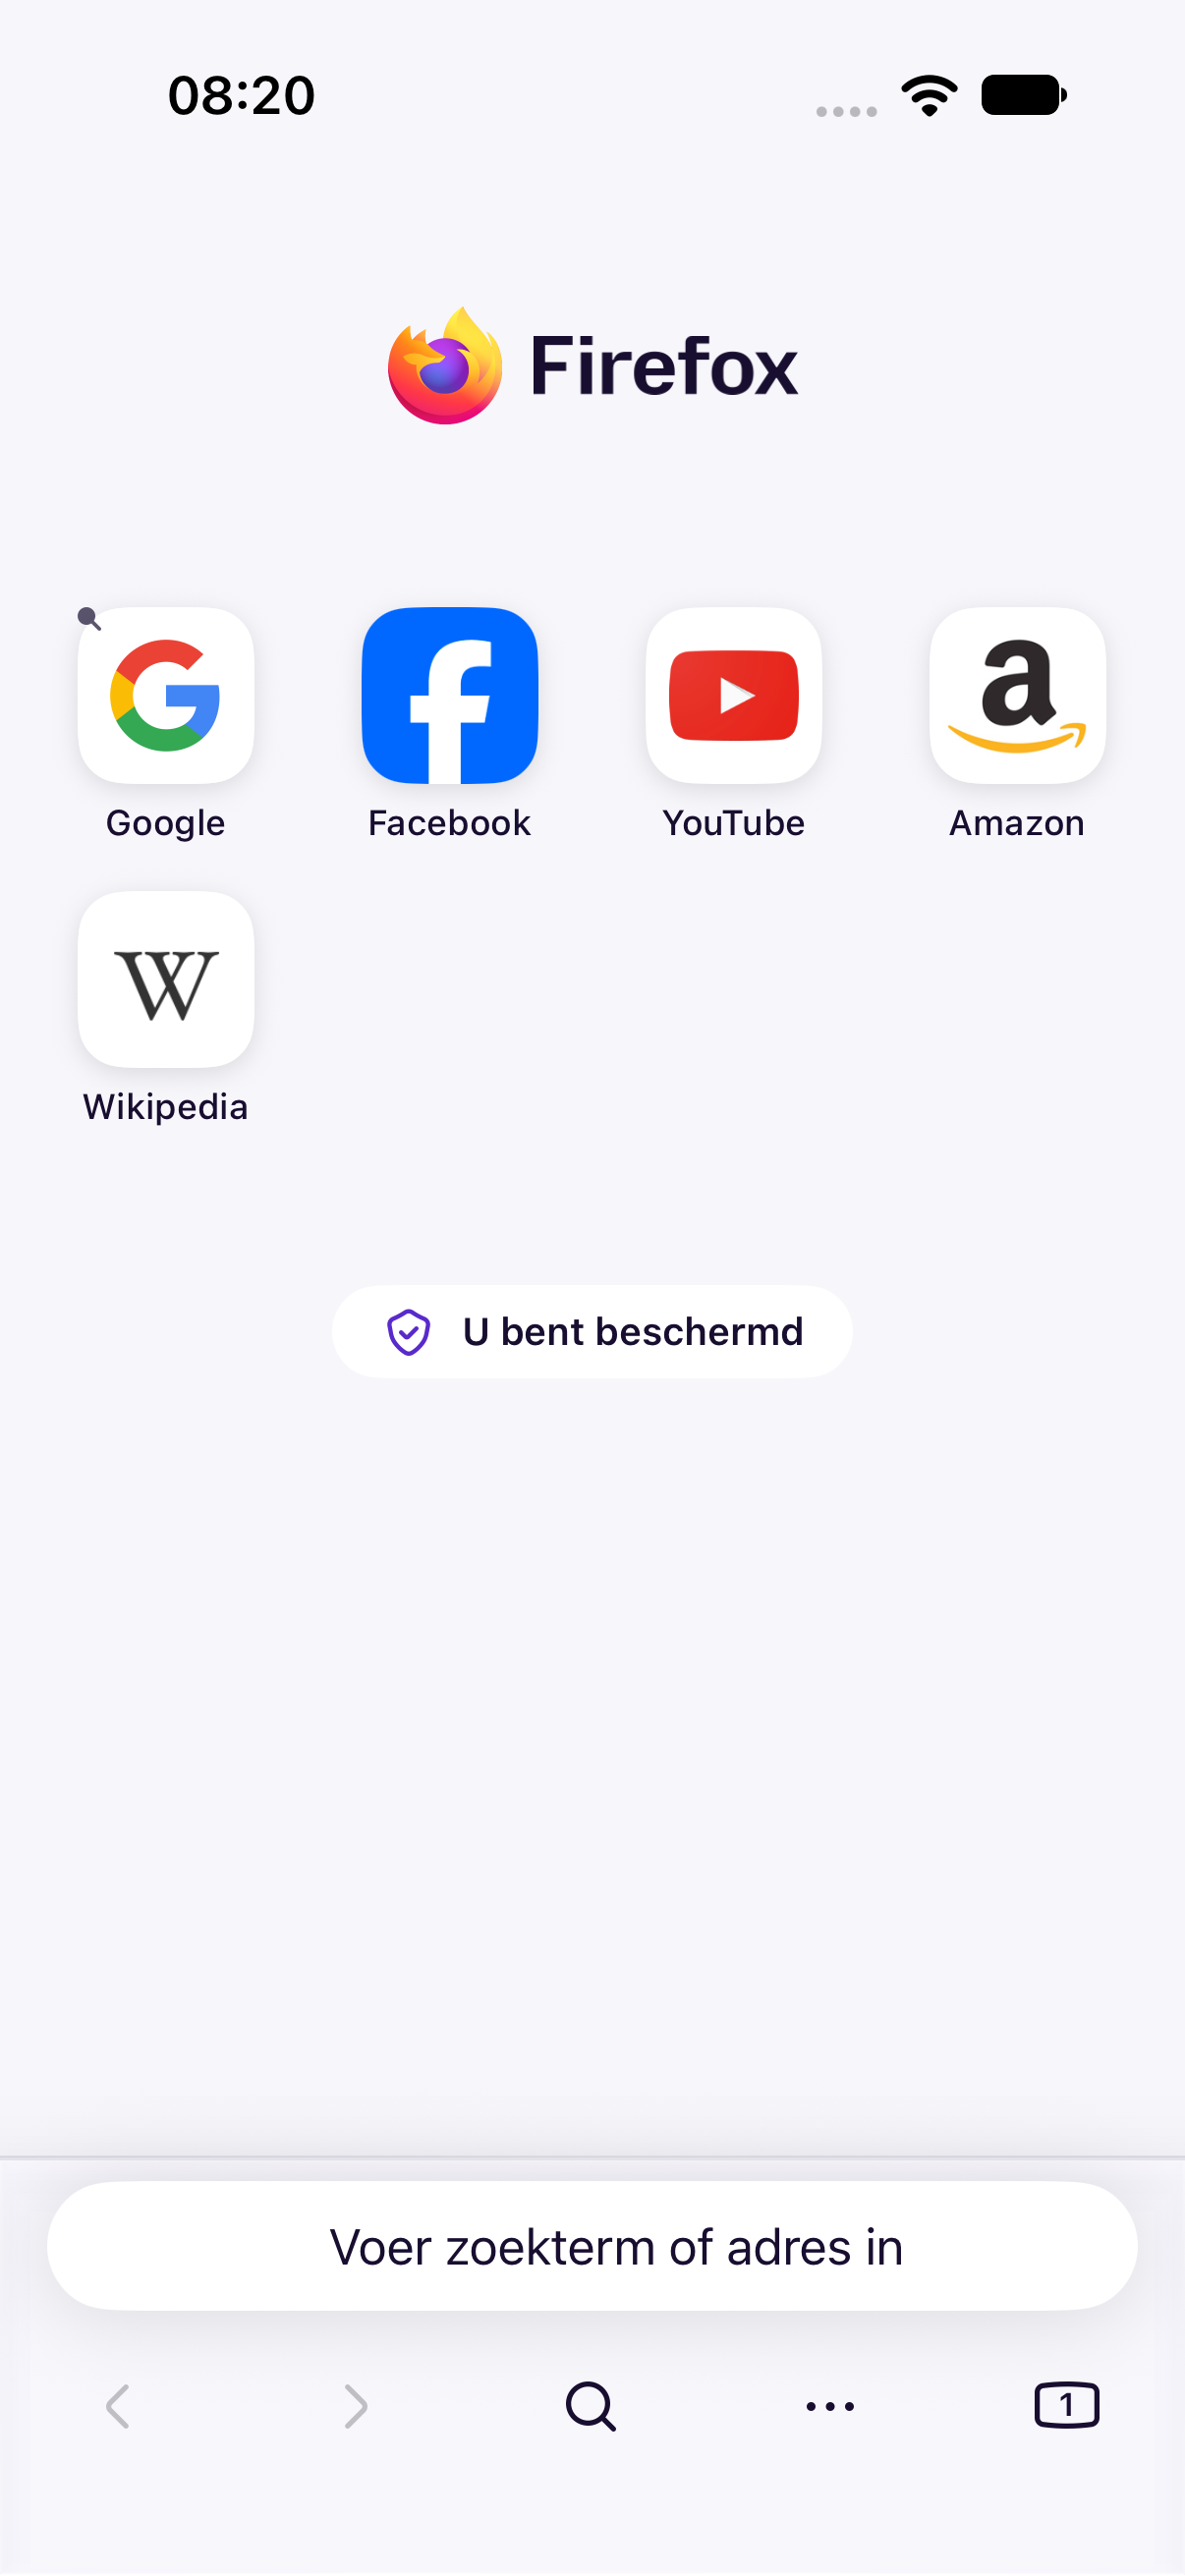 08:20
Firefox
Google
Facebook
YouTube
Amazon
Wikipedia
U bent beschermd
Voer zoekterm of adres in
1